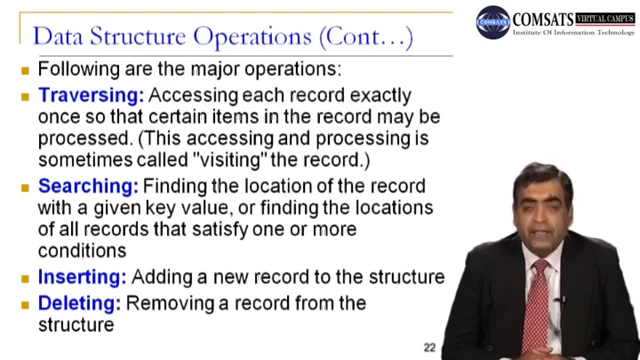 Data Structure Operations (Cont…)
COMSATS VIRTUAL CAMPUS
Institute Of Information Technology
Following are the major operations:
Traversing: Accessing each record exactly
once so that certain items in the record may be
processed. (This accessing and processing is
sometimes called "visiting" the record.)
Searching: Finding the location of the record
with a given key value, or finding the locations
of all records that satisfy one or more
conditions
Inserting: Adding a new record to the structure
Deleting: Removing a record from the
structure
22